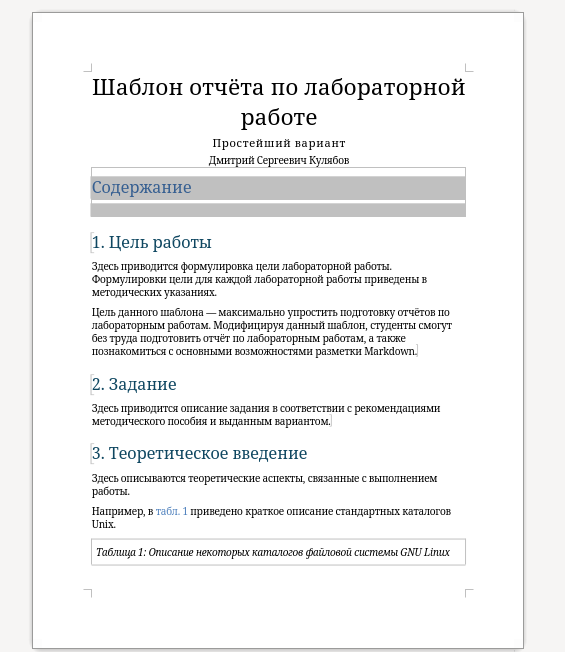 Шаблон отчёта по лабораторной
работе
Простейший вариант
Дмитрий Сергеевич Кулябов
Содержание
1. Цель работы
Здесь приводится формулировка цели лабораторной работы.
Формулировки цели для каждой лабораторной работы приведены в
методических указаниях.
Цель данного шаблона — максимально упростить подготовку отчётов по
лабораторным работам. Модифицируя данный шаблон, студенты смогут
без труда подготовить отчёт по лабораторным работам, а также
познакомиться с основными возможностями разметки Markdown.
2. Задание
Здесь приводится описание задания в соответствии с рекомендациями
методического пособия и выданным вариантом.
3. Теоретическое введение
Здесь описываются теоретические аспекты, связанные с выполнением
работы.
Например, в табл. 1 приведено краткое описание стандартных каталогов
Unix.
Таблица 1: Описание некоторых каталогов файловой системы GNU Linux